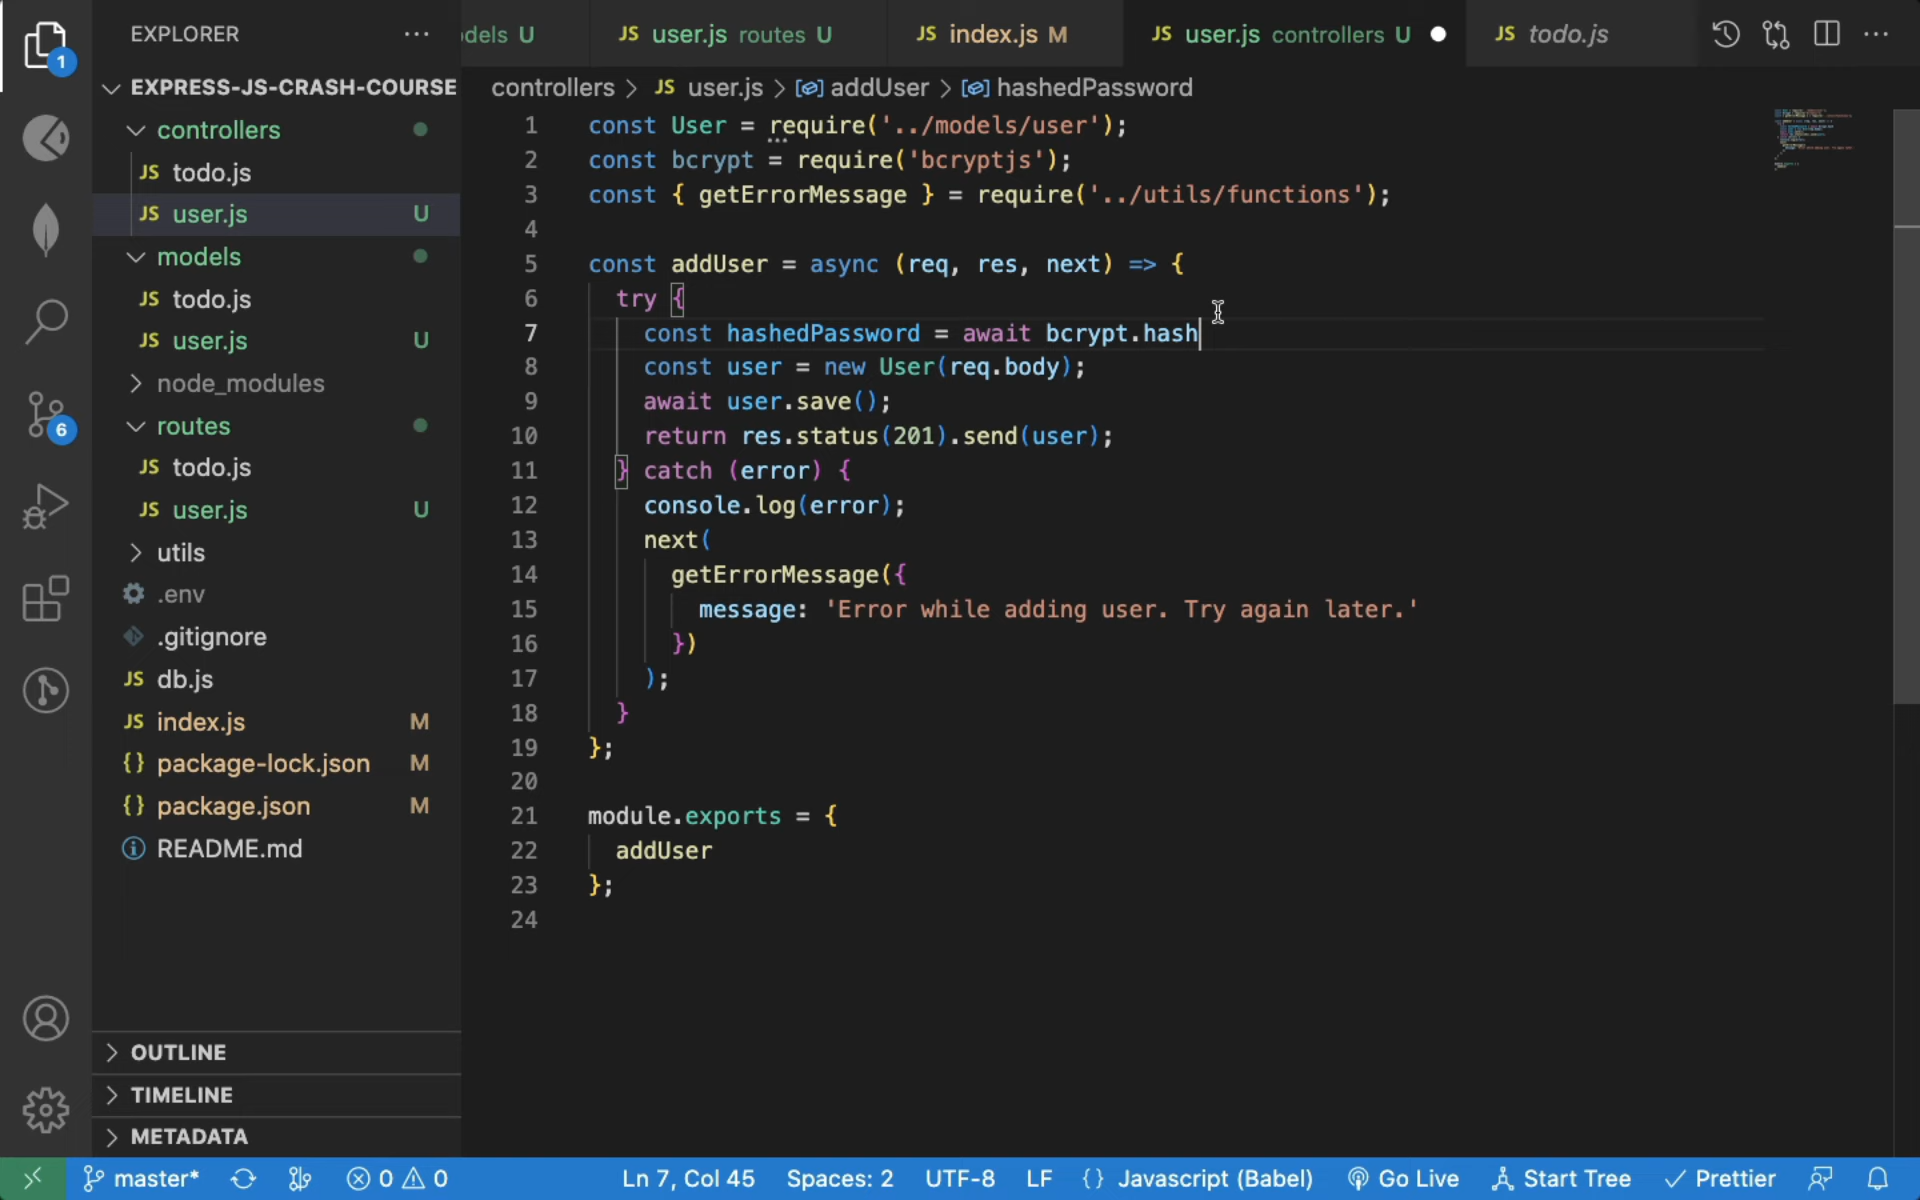 EXPLORER
dels U
JS user.js routes U
JS index.js M
JS user.js controllers U
JS todo.js
1
EXPRESS-JS-CRASH-COURSE
controllers > JS user.js > addUser > hashedPassword
controllers
JS todo.js
JS user.js U
models
JS todo.js
JS user.js U
node_modules
routes
JS todo.js
JS user.js U
utils
.env
.gitignore
JS db.js
JS index.js M
{} package-lock.json M
{} package.json M
README.md
6
OUTLINE
TIMELINE
METADATA
1 const User = require('../models/user');
2 const bcrypt = require('bcryptjs');
3 const { getErrorMessage } = require('../utils/functions');
4
5 const addUser = async (req, res, next) => {
6 try {
7 const hashedPassword = await bcrypt.hash
8 const user = new User(req.body);
9 await user.save();
10 return res.status(201).send(user);
11 } catch (error) {
12 console.log(error);
13 next(
14 getErrorMessage({
15 message: 'Error while adding user. Try again later.'
16 })
17 );
18 }
19 };
20
21 module.exports = {
22 addUser
23 };
24
master* 0 0 Ln 7, Col 45 Spaces: 2 UTF-8 LF {} Javascript (Babel) Go Live Start Tree Prettier